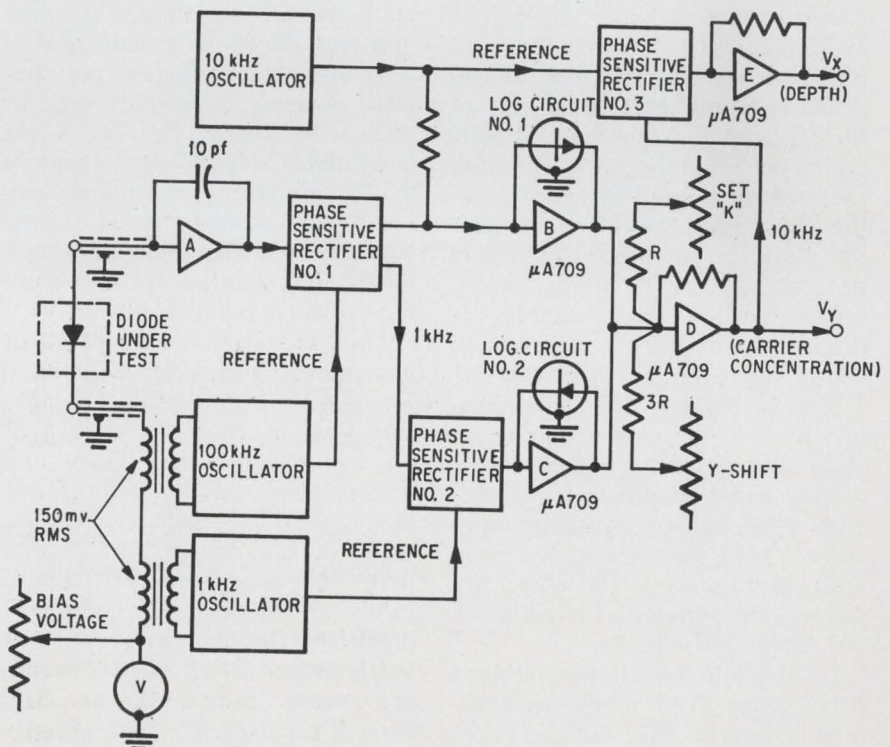 10 kHz
OSCILLATOR
REFERENCE
PHASE
SENSITIVE
RECTIFIER
NO. 3
E
μA709
VX
(DEPTH)
LOG CIRCUIT
NO. 1
10 pf
A
PHASE
SENSITIVE
RECTIFIER
NO. 1
B
μA709
SET
"K"
R
10 kHz
DIODE
UNDER
TEST
REFERENCE
1 kHz
LOG CIRCUIT
NO. 2
D
μA709
VY
(CARRIER
CONCENTRATION)
3R
100 kHz
OSCILLATOR
PHASE
SENSITIVE
RECTIFIER
NO. 2
C
μA709
Y-SHIFT
150 mv.
RMS
REFERENCE
1 kHz
OSCILLATOR
BIAS
VOLTAGE
V